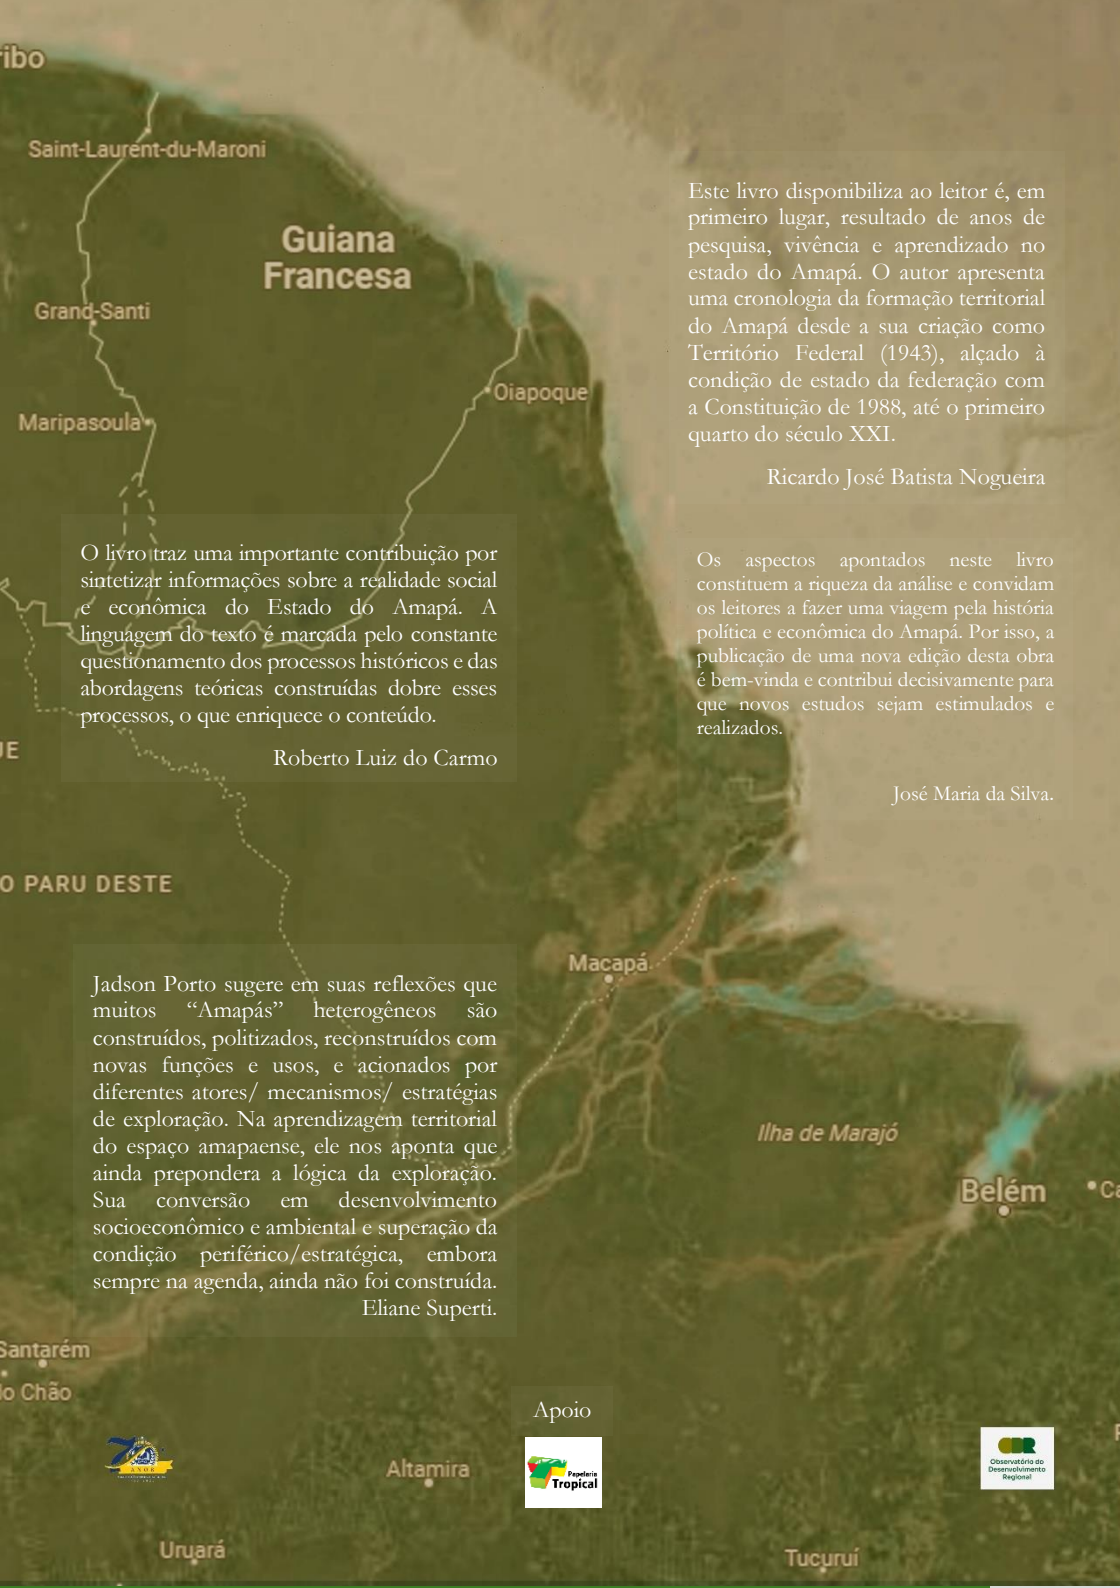 ribo
Saint-Laurent-du-Maroni
Guiana
Francesa
Grand-Santi
Maripasoula
Oiapoque
Este livro disponibiliza ao leitor é, em
primeiro lugar, resultado de anos de
pesquisa, vivência e aprendizado no
estado do Amapá. O autor apresenta
uma cronologia da formação territorial
do Amapá desde a sua criação como
Território Federal (1943), alçado à
condição de estado da federação com
a Constituição de 1988, até o primeiro
quarto do século XXI.
Ricardo José Batista Nogueira
O livro traz uma importante contribuição por
sintetizar informações sobre a realidade social
e econômica do Estado do Amapá. A
linguagem do texto é marcada pelo constante
questionamento dos processos históricos e das
abordagens teóricas construídas dobre esses
processos, o que enriquece o conteúdo.
Roberto Luiz do Carmo
Os aspectos apontados neste livro
constituem a riqueza da análise e convidam
os leitores a fazer uma viagem pela história
política e econômica do Amapá. Por isso, a
publicação de uma nova edição desta obra
é bem-vinda e contribui decisivamente para
que novos estudos sejam estimulados e
realizados.
José Maria da Silva.
UE
O PARU DESTE
Macapá
Jadson Porto sugere em suas reflexões que
muitos “Amapás” heterogêneos são
construídos, politizados, reconstruídos com
novas funções e usos, e acionados por
diferentes atores/ mecanismos/ estratégias
de exploração. Na aprendizagem territorial
do espaço amapaense, ele nos aponta que
ainda prepondera a lógica da exploração.
Sua conversão em desenvolvimento
socioeconômico e ambiental e superação da
condição periférico/estratégica, embora
sempre na agenda, ainda não foi construída.
Eliane Superti.
Ilha de Marajó
Belém
Ca
Santarém
lo Chão
Altamira
Uruará
Tucuruí
Apoio
70
ANOS
Papelaria
Tropical
ODR
Observatório do
Desenvolvimento
Regional